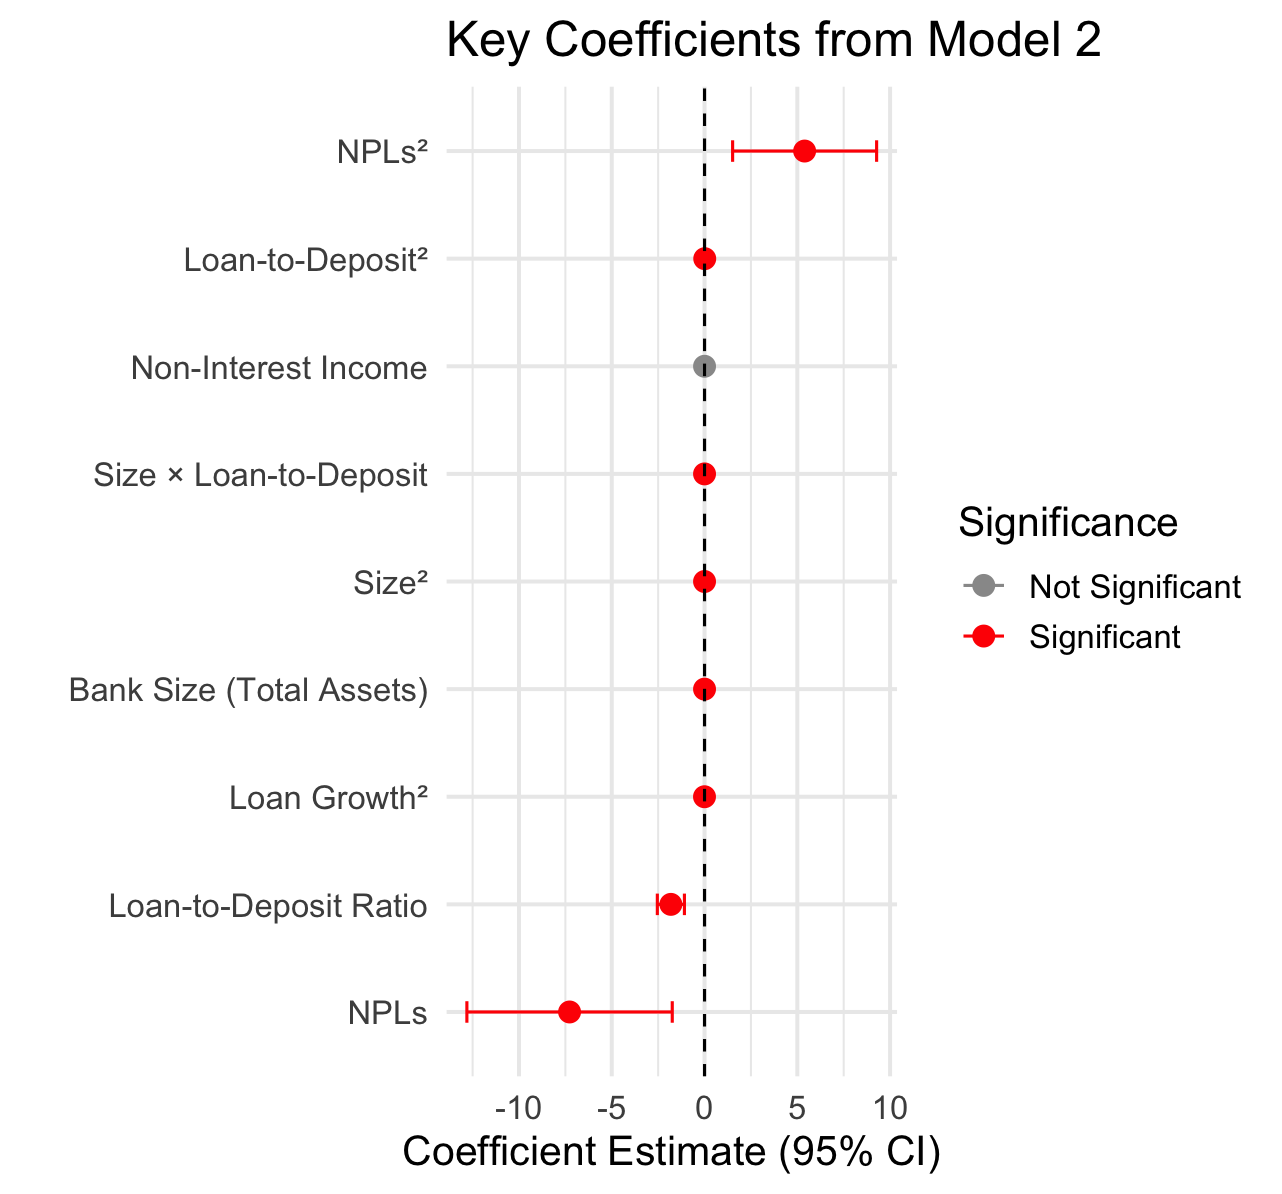 Key Coefficients from Model 2
NPLs²
Loan-to-Deposit²
Non-Interest Income
Size × Loan-to-Deposit
Size²
Bank Size (Total Assets)
Loan Growth²
Loan-to-Deposit Ratio
NPLs
-10 -5 0 5 10
Coefficient Estimate (95% CI)
Significance
Not Significant
Significant